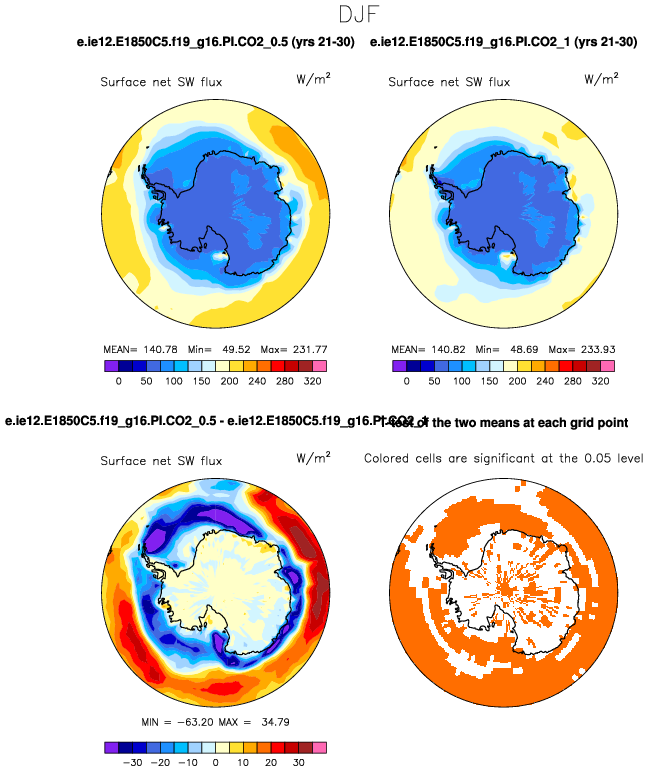 DJF
e.ie12.E1850C5.f19_g16.PI.CO2_0.5 (yrs 21-30)
e.ie12.E1850C5.f19_g16.PI.CO2_1 (yrs 21-30)
Surface net SW flux W/m²
Surface net SW flux W/m²
MEAN= 140.78 Min= 49.52 Max= 231.77
MEAN= 140.82 Min= 48.69 Max= 233.93
0 50 100 150 200 240 280 320
0 50 100 150 200 240 280 320
e.ie12.E1850C5.f19_g16.PI.CO2_0.5 - e.ie12.E1850C5.f19_g16.PI.CO2_1
T-test of the two means at each grid point
Surface net SW flux W/m²
Colored cells are significant at the 0.05 level
MIN = -63.20 MAX = 34.79
-30 -20 -10 0 10 20 30